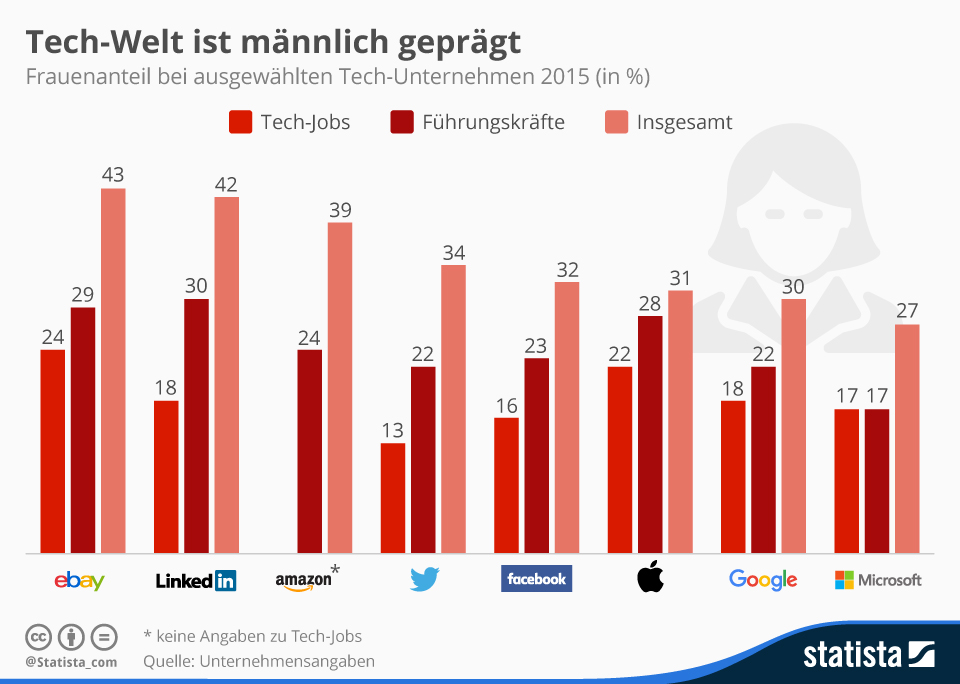 Tech-Welt ist männlich geprägt
Frauenanteil bei ausgewählten Tech-Unternehmen 2015 (in %)
Tech-Jobs Führungskräfte Insgesamt
24 29 43
18 30 42
24 39
13 22 34
16 23 32
22 28 31
18 22 30
17 17 27
ebay LinkedIn amazon* facebook Google Microsoft
* keine Angaben zu Tech-Jobs
@Statista_com Quelle: Unternehmensangaben
statista